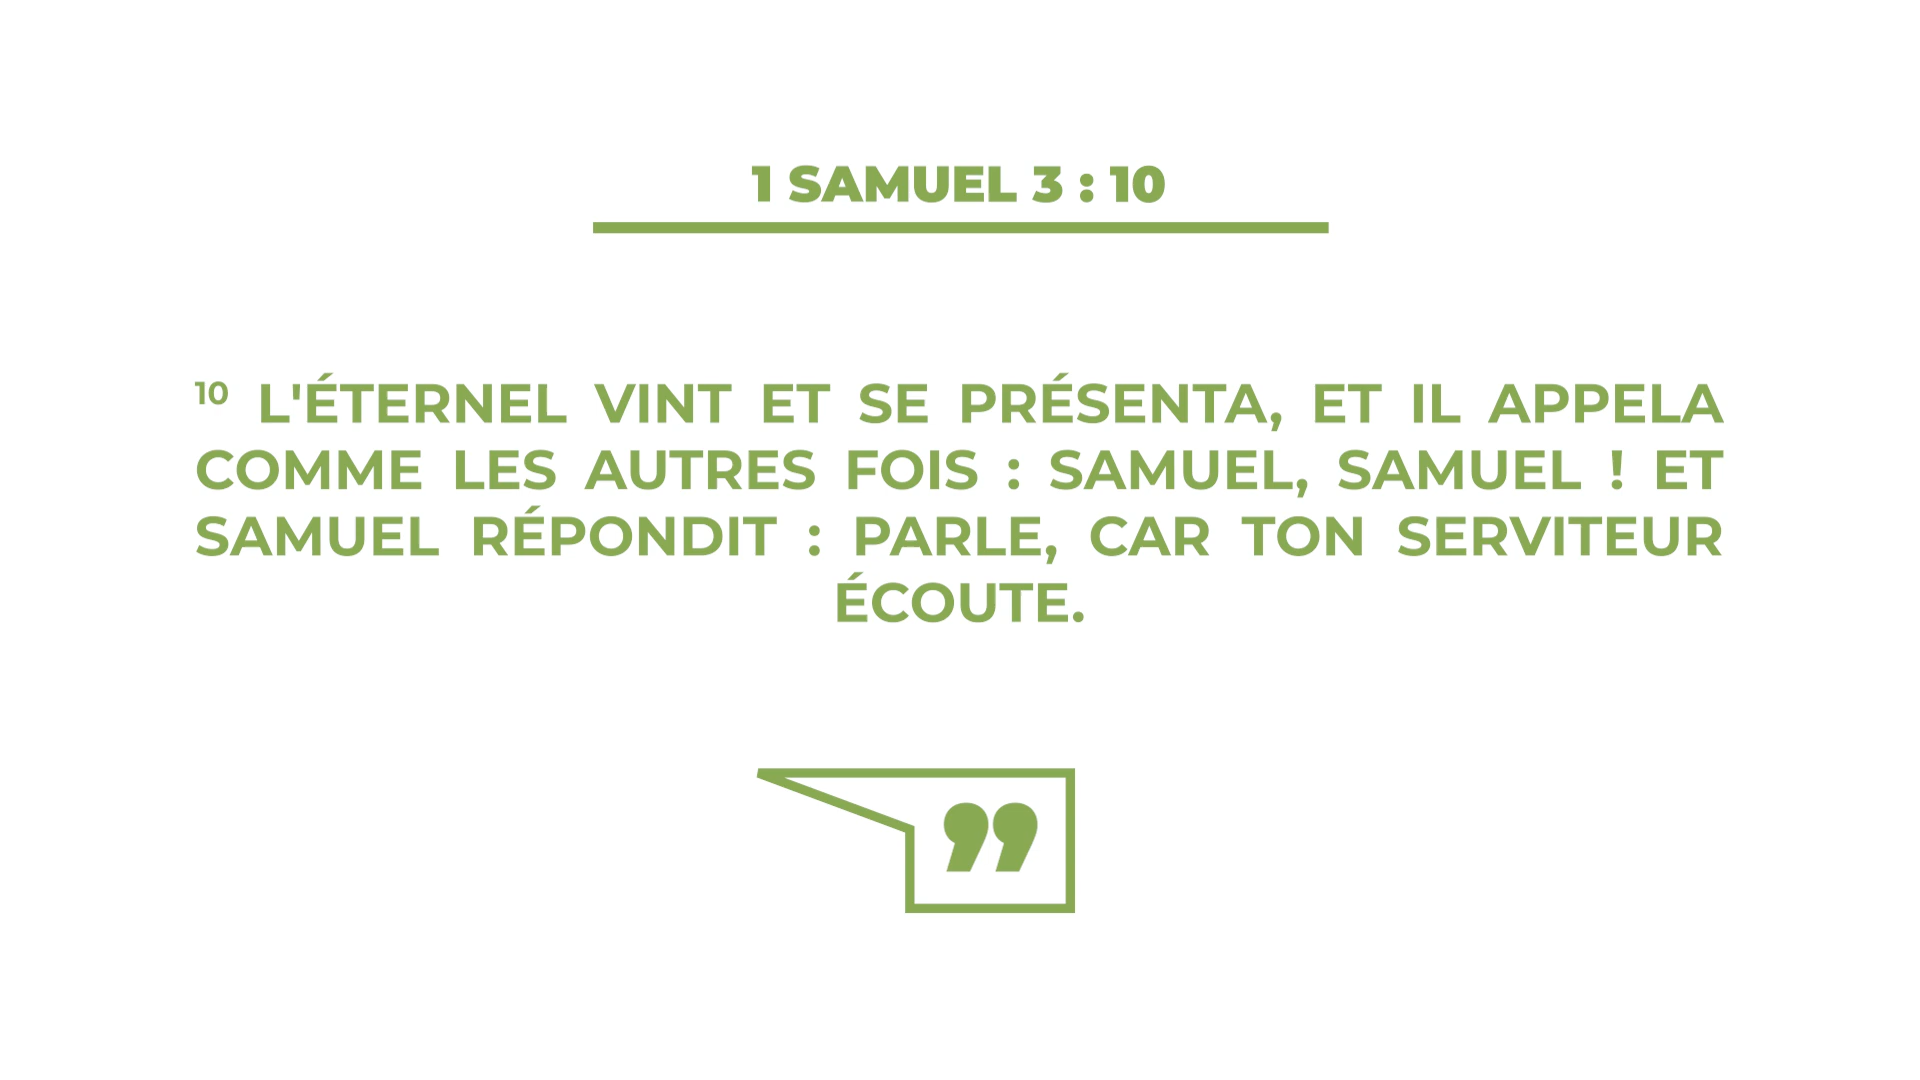 1 SAMUEL 3 : 10
10 L'ÉTERNEL VINT ET SE PRÉSENTA, ET IL APPELA
COMME LES AUTRES FOIS : SAMUEL, SAMUEL ! ET
SAMUEL RÉPONDIT : PARLE, CAR TON SERVITEUR
ÉCOUTE.
”